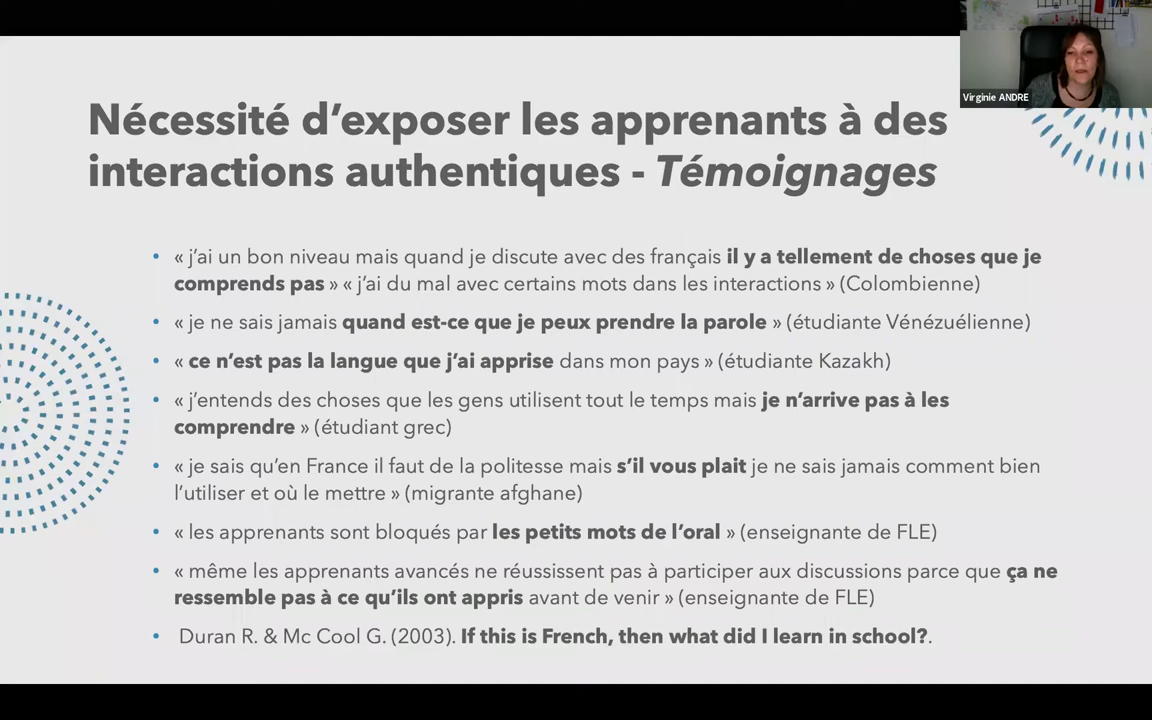 Virginie ANDRE
Nécessité d’exposer les apprenants à des
interactions authentiques - Témoignages
• « j’ai un bon niveau mais quand je discute avec des français il y a tellement de choses que je
comprends pas » « j’ai du mal avec certains mots dans les interactions » (Colombienne)
• « je ne sais jamais quand est-ce que je peux prendre la parole » (étudiante Vénézuélienne)
• « ce n’est pas la langue que j’ai apprise dans mon pays » (étudiante Kazakh)
• « j’entends des choses que les gens utilisent tout le temps mais je n’arrive pas à les
comprendre » (étudiant grec)
• « je sais qu’en France il faut de la politesse mais s’il vous plait je ne sais jamais comment bien
l’utiliser et où le mettre » (migrante afghane)
• « les apprenants sont bloqués par les petits mots de l’oral » (enseignante de FLE)
• « même les apprenants avancés ne réussissent pas à participer aux discussions parce que ça ne
ressemble pas à ce qu’ils ont appris avant de venir » (enseignante de FLE)
• Duran R. & Mc Cool G. (2003). If this is French, then what did I learn in school?.